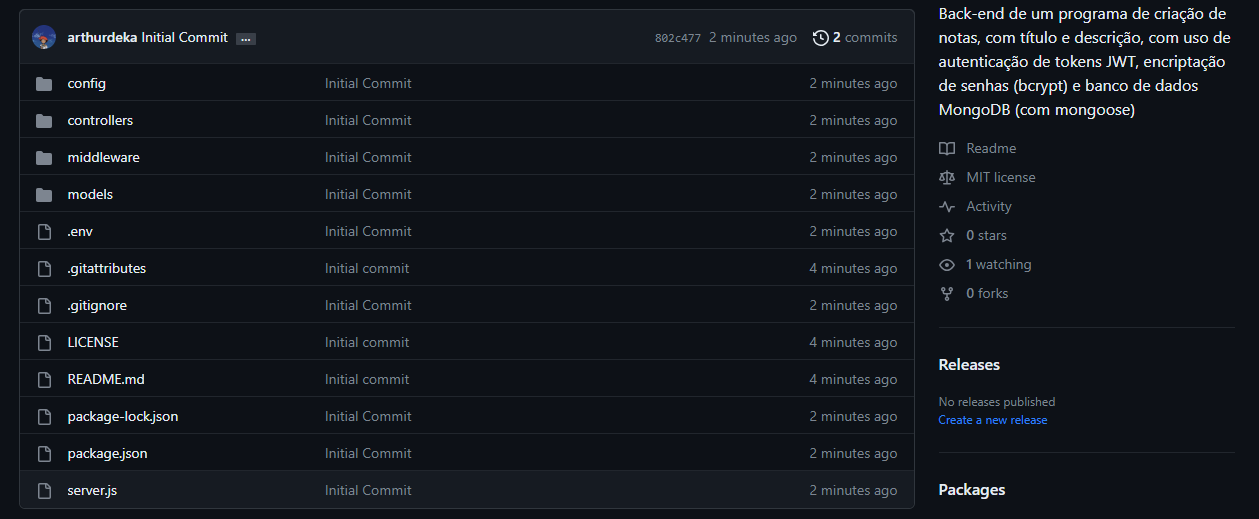 arthurdeka Initial Commit ... 802c477 2 minutes ago 2 commits
config Initial Commit 2 minutes ago
controllers Initial Commit 2 minutes ago
middleware Initial Commit 2 minutes ago
models Initial Commit 2 minutes ago
.env Initial Commit 2 minutes ago
.gitattributes Initial commit 4 minutes ago
.gitignore Initial Commit 2 minutes ago
LICENSE Initial commit 4 minutes ago
README.md Initial commit 4 minutes ago
package-lock.json Initial Commit 2 minutes ago
package.json Initial Commit 2 minutes ago
server.js Initial Commit 2 minutes ago
Back-end de um programa de criação de
notas, com título e descrição, com uso de
autenticação de tokens JWT, encriptação
de senhas (bcrypt) e banco de dados
MongoDB (com mongoose)
Readme
MIT license
Activity
0 stars
1 watching
0 forks
Releases
No releases published
Create a new release
Packages